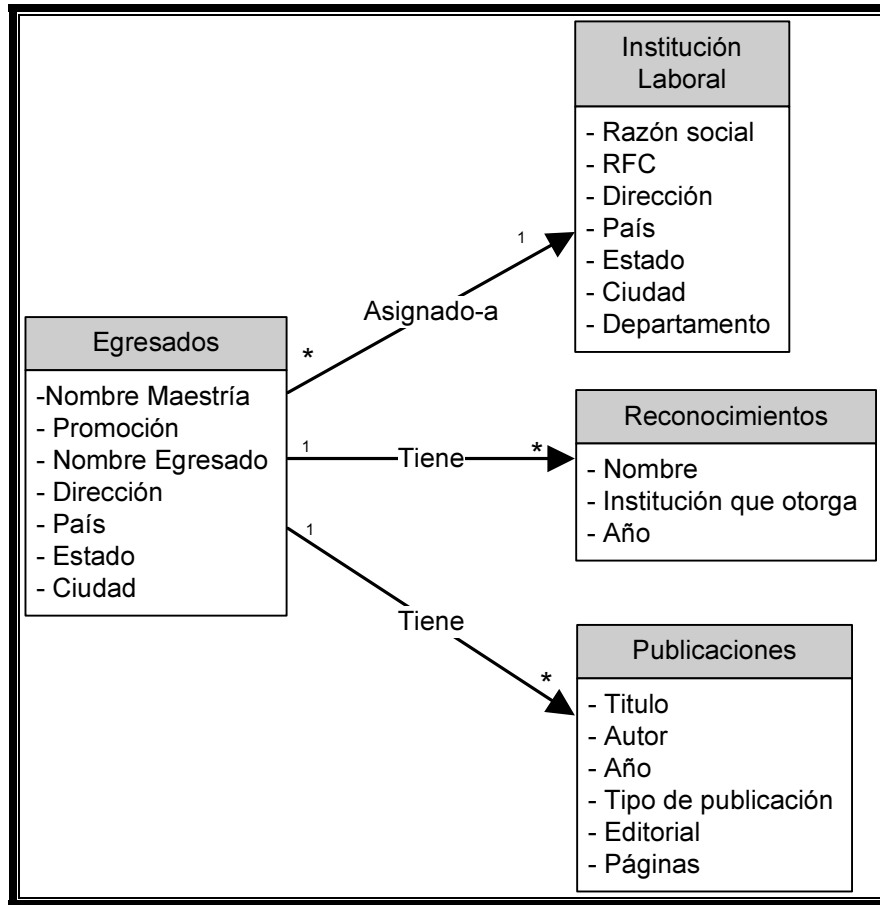 Institución
Laboral
- Razón social
- RFC
- Dirección
- País
- Estado
- Ciudad
- Departamento
1
Asignado-a
*
Egresados
-Nombre Maestría
- Promoción
- Nombre Egresado
- Dirección
- País
- Estado
- Ciudad
1
Tiene
*
Reconocimientos
- Nombre
- Institución que otorga
- Año
1
Tiene
*
Publicaciones
- Titulo
- Autor
- Año
- Tipo de publicación
- Editorial
- Páginas